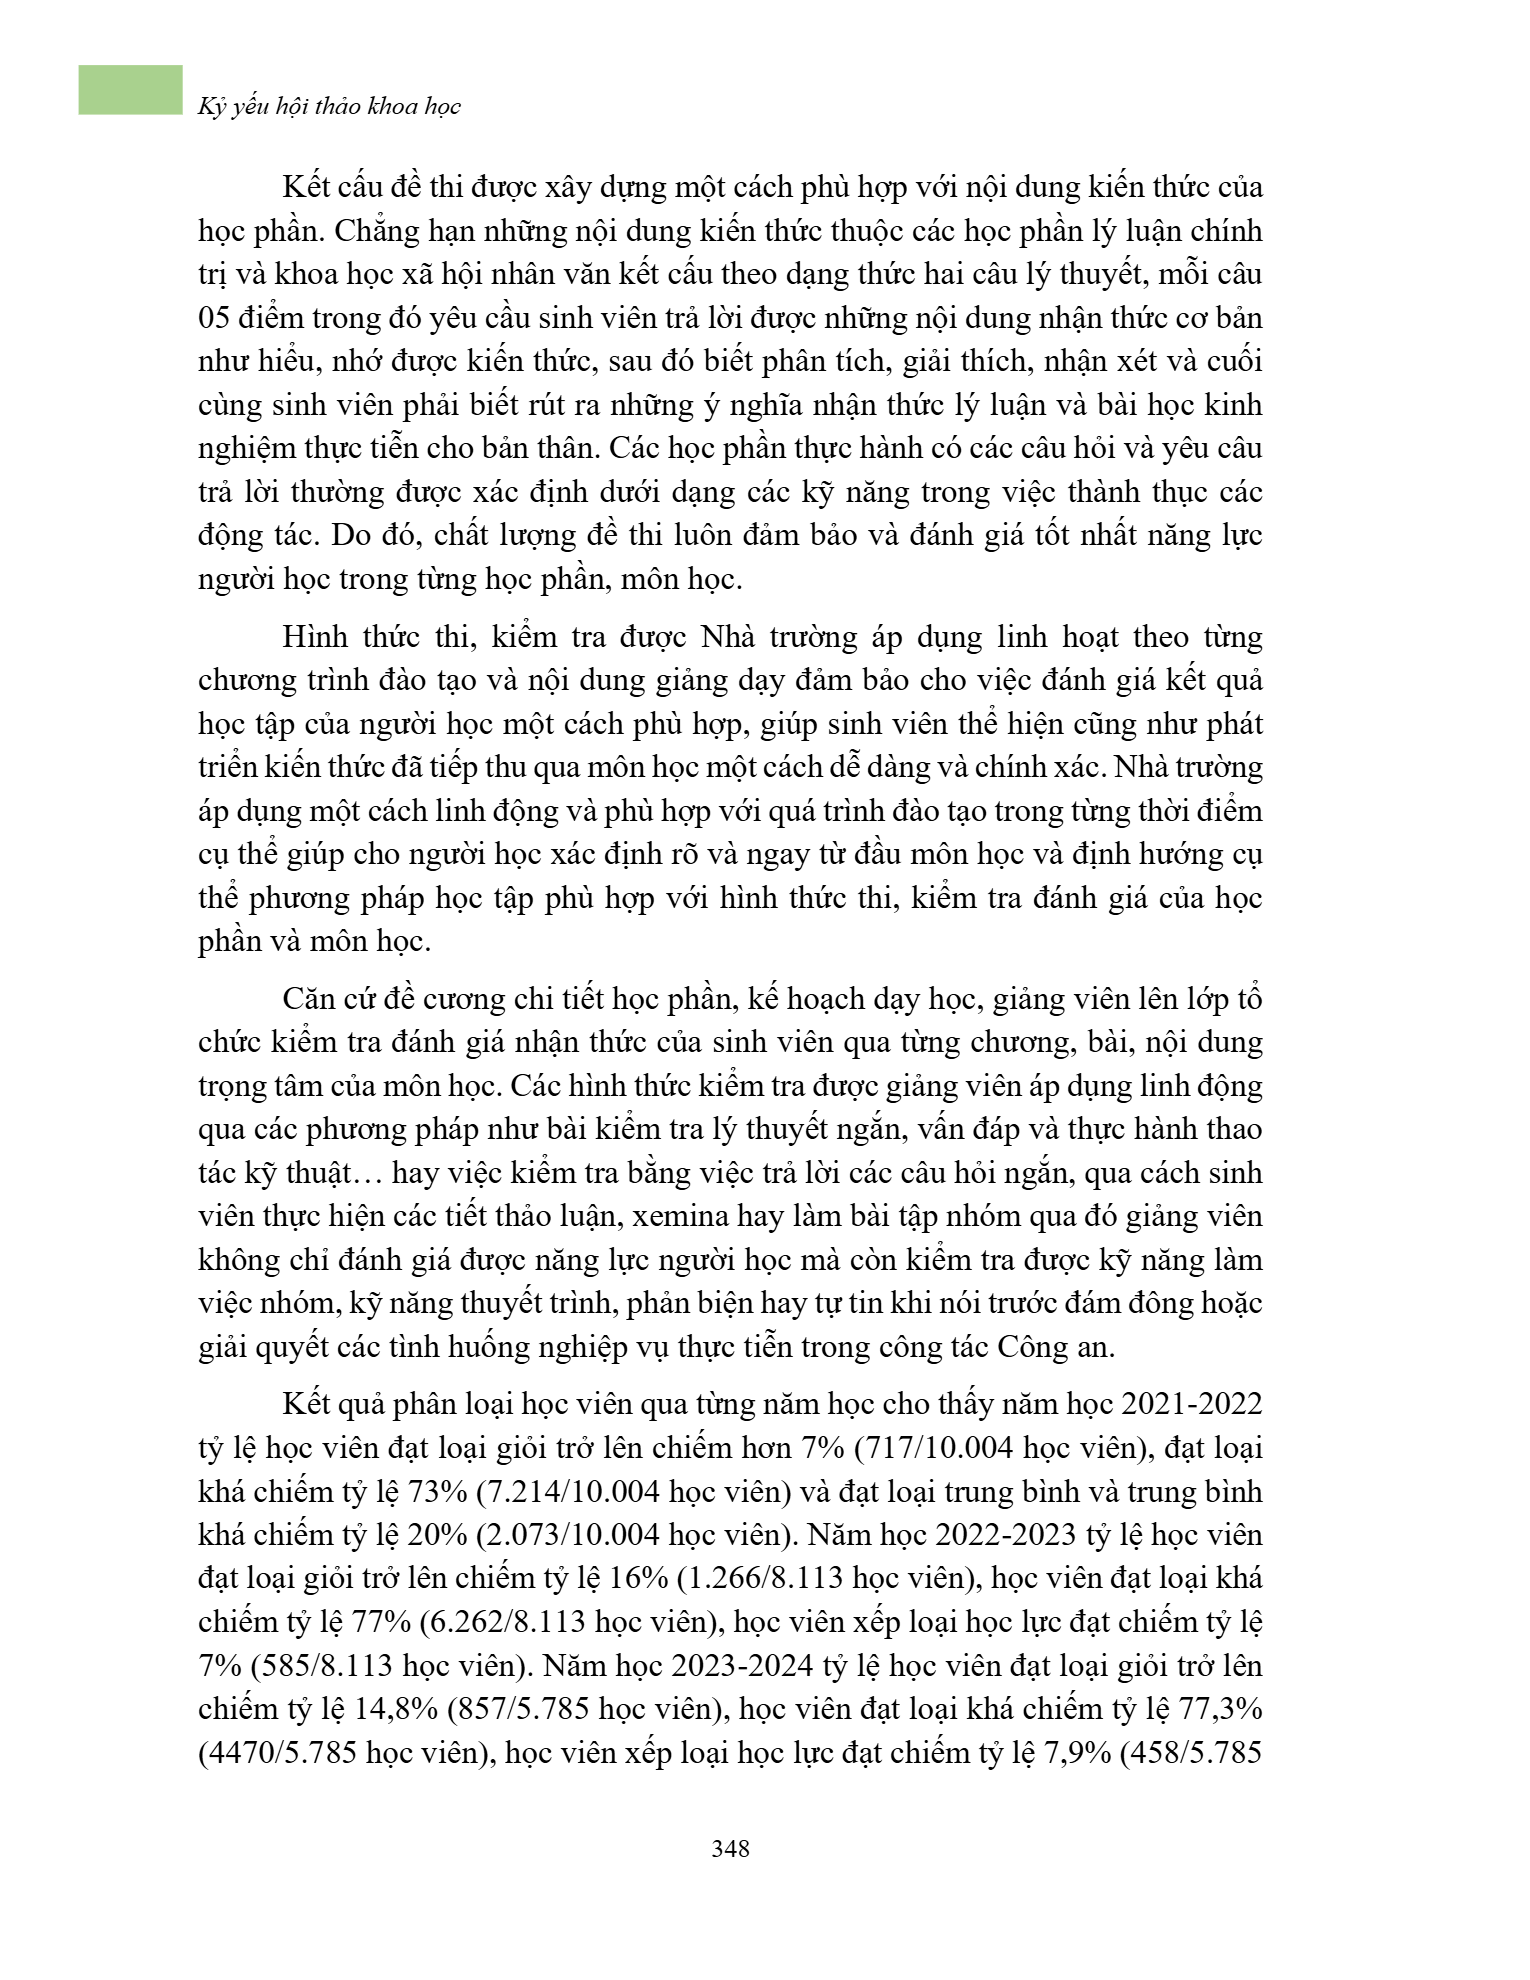 Kỷ yếu hội thảo khoa học
Kết cấu đề thi được xây dựng một cách phù hợp với nội dung kiến thức của
học phần. Chẳng hạn những nội dung kiến thức thuộc các học phần lý luận chính
trị và khoa học xã hội nhân văn kết cấu theo dạng thức hai câu lý thuyết, mỗi câu
05 điểm trong đó yêu cầu sinh viên trả lời được những nội dung nhận thức cơ bản
như hiểu, nhớ được kiến thức, sau đó biết phân tích, giải thích, nhận xét và cuối
cùng sinh viên phải biết rút ra những ý nghĩa nhận thức lý luận và bài học kinh
nghiệm thực tiễn cho bản thân. Các học phần thực hành có các câu hỏi và yêu câu
trả lời thường được xác định dưới dạng các kỹ năng trong việc thành thục các
động tác. Do đó, chất lượng đề thi luôn đảm bảo và đánh giá tốt nhất năng lực
người học trong từng học phần, môn học.
Hình thức thi, kiểm tra được Nhà trường áp dụng linh hoạt theo từng
chương trình đào tạo và nội dung giảng dạy đảm bảo cho việc đánh giá kết quả
học tập của người học một cách phù hợp, giúp sinh viên thể hiện cũng như phát
triển kiến thức đã tiếp thu qua môn học một cách dễ dàng và chính xác. Nhà trường
áp dụng một cách linh động và phù hợp với quá trình đào tạo trong từng thời điểm
cụ thể giúp cho người học xác định rõ và ngay từ đầu môn học và định hướng cụ
thể phương pháp học tập phù hợp với hình thức thi, kiểm tra đánh giá của học
phần và môn học.
Căn cứ đề cương chi tiết học phần, kế hoạch dạy học, giảng viên lên lớp tổ
chức kiểm tra đánh giá nhận thức của sinh viên qua từng chương, bài, nội dung
trọng tâm của môn học. Các hình thức kiểm tra được giảng viên áp dụng linh động
qua các phương pháp như bài kiểm tra lý thuyết ngắn, vấn đáp và thực hành thao
tác kỹ thuật… hay việc kiểm tra bằng việc trả lời các câu hỏi ngắn, qua cách sinh
viên thực hiện các tiết thảo luận, xemina hay làm bài tập nhóm qua đó giảng viên
không chỉ đánh giá được năng lực người học mà còn kiểm tra được kỹ năng làm
việc nhóm, kỹ năng thuyết trình, phản biện hay tự tin khi nói trước đám đông hoặc
giải quyết các tình huống nghiệp vụ thực tiễn trong công tác Công an.
Kết quả phân loại học viên qua từng năm học cho thấy năm học 2021-2022
tỷ lệ học viên đạt loại giỏi trở lên chiếm hơn 7% (717/10.004 học viên), đạt loại
khá chiếm tỷ lệ 73% (7.214/10.004 học viên) và đạt loại trung bình và trung bình
khá chiếm tỷ lệ 20% (2.073/10.004 học viên). Năm học 2022-2023 tỷ lệ học viên
đạt loại giỏi trở lên chiếm tỷ lệ 16% (1.266/8.113 học viên), học viên đạt loại khá
chiếm tỷ lệ 77% (6.262/8.113 học viên), học viên xếp loại học lực đạt chiếm tỷ lệ
7% (585/8.113 học viên). Năm học 2023-2024 tỷ lệ học viên đạt loại giỏi trở lên
chiếm tỷ lệ 14,8% (857/5.785 học viên), học viên đạt loại khá chiếm tỷ lệ 77,3%
(4470/5.785 học viên), học viên xếp loại học lực đạt chiếm tỷ lệ 7,9% (458/5.785
348